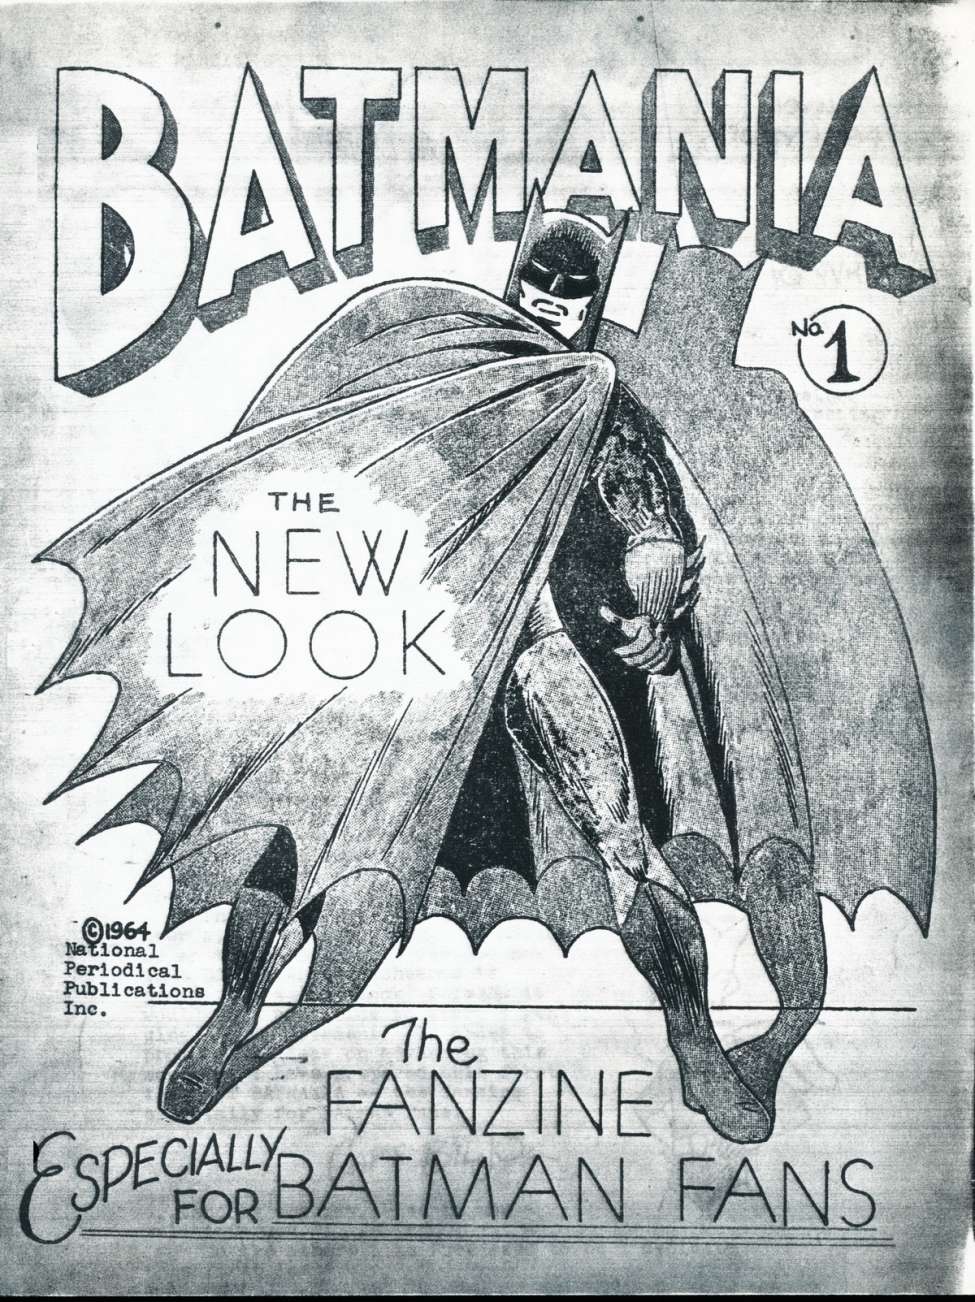 BATMANIA
No. 1
THE
NEW
LOOK
©1964
National
Periodical
Publications
Inc.
The
FANZINE
ESPECIALLY
FOR BATMAN FANS